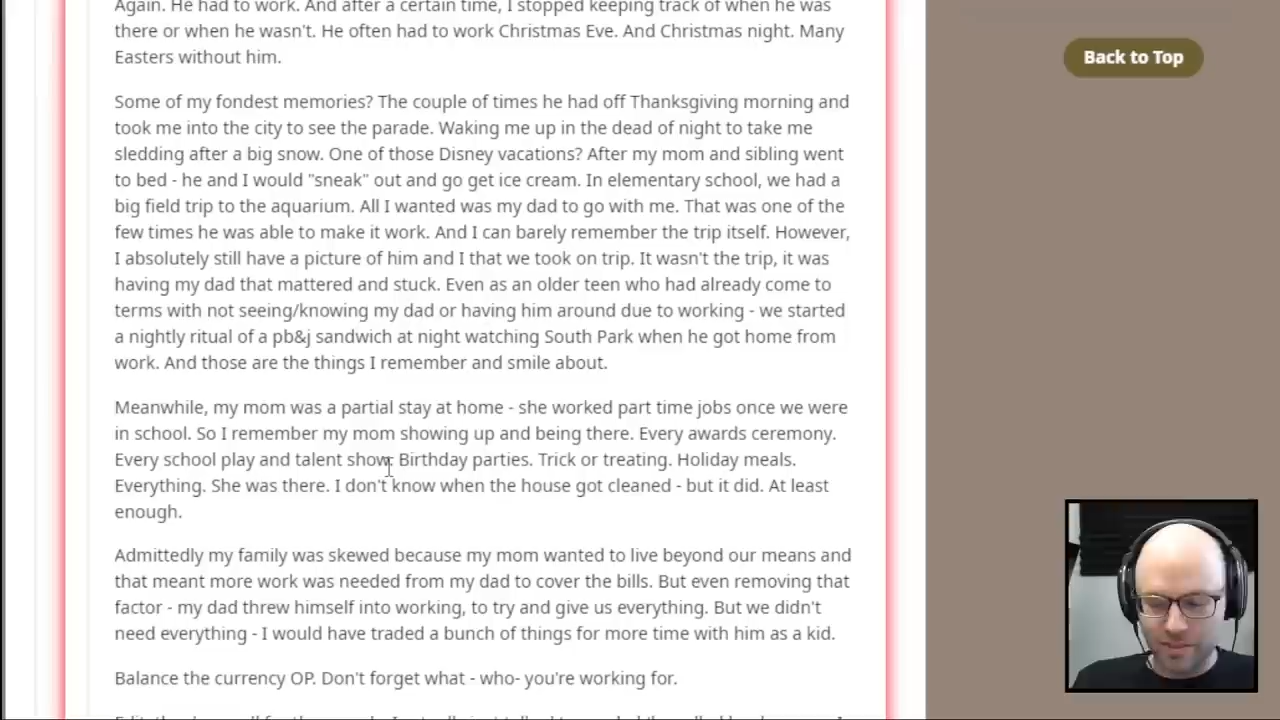 Again. He had to work. And after a certain time, I stopped keeping track of when he was
there or when he wasn't. He often had to work Christmas Eve. And Christmas night. Many
Easters without him.
Back to Top
Some of my fondest memories? The couple of times he had off Thanksgiving morning and
took me into the city to see the parade. Waking me up in the dead of night to take me
sledding after a big snow. One of those Disney vacations? After my mom and sibling went
to bed - he and I would "sneak" out and go get ice cream. In elementary school, we had a
big field trip to the aquarium. All I wanted was my dad to go with me. That was one of the
few times he was able to make it work. And I can barely remember the trip itself. However,
I absolutely still have a picture of him and I that we took on trip. It wasn't the trip, it was
having my dad that mattered and stuck. Even as an older teen who had already come to
terms with not seeing/knowing my dad or having him around due to working - we started
a nightly ritual of a pb&j sandwich at night watching South Park when he got home from
work. And those are the things I remember and smile about.
Meanwhile, my mom was a partial stay at home - she worked part time jobs once we were
in school. So I remember my mom showing up and being there. Every awards ceremony.
Every school play and talent show. Birthday parties. Trick or treating. Holiday meals.
Everything. She was there. I don't know when the house got cleaned - but it did. At least
enough.
Admittedly my family was skewed because my mom wanted to live beyond our means and
that meant more work was needed from my dad to cover the bills. But even removing that
factor - my dad threw himself into working, to try and give us everything. But we didn't
need everything - I would have traded a bunch of things for more time with him as a kid.
Balance the currency OP. Don't forget what - who- you're working for.